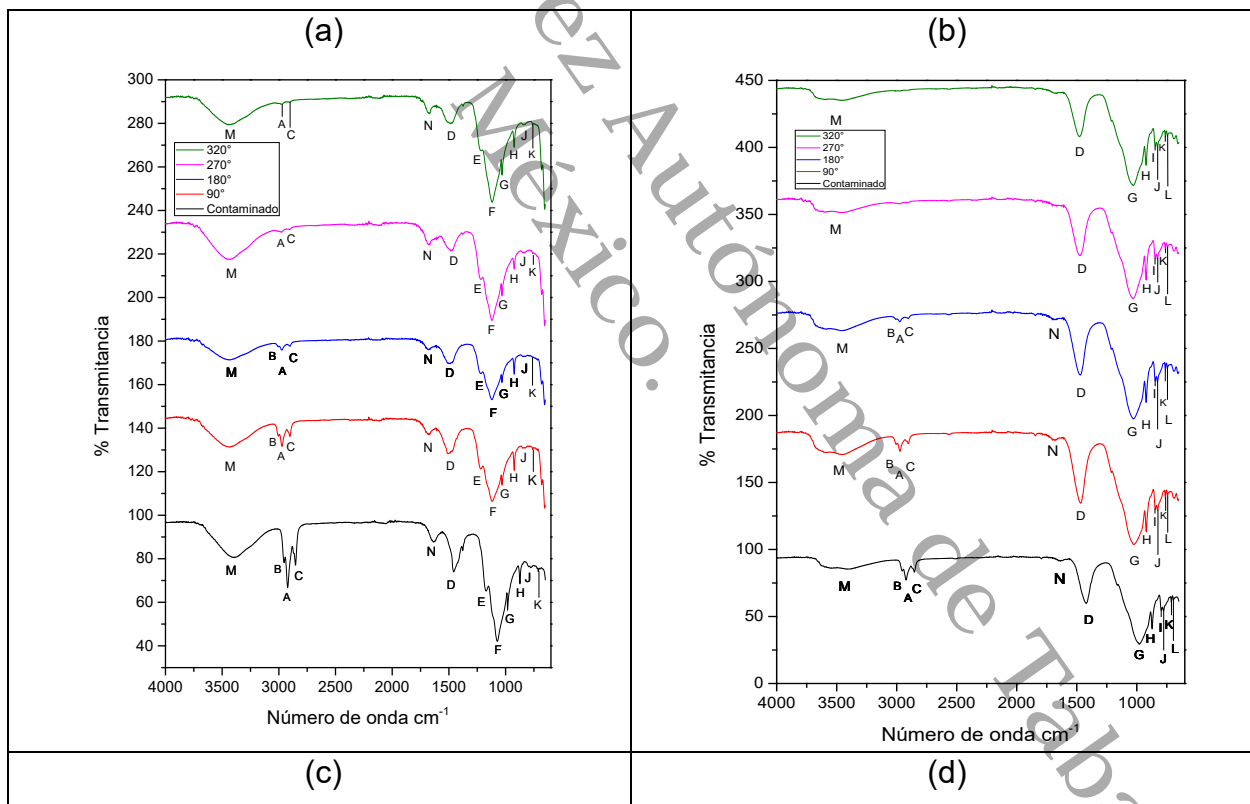 (a)
(b)
300
280
260
240
220
200
180
160
140
120
100
80
60
40
% Transmitancia
320°
270°
180°
90°
Contaminado
M A C N D E F G H J K
M A C N D E F G H J K
M B A C N D E F G H J K
M B A C N D E F G H J K
M B A C N D E F G H J K
4000 3500 3000 2500 2000 1500 1000
Número de onda cm⁻¹
450
400
350
300
250
200
150
100
50
0
% Transmitancia
320°
270°
180°
90°
Contaminado
M D G H I J K L
M D G H I J K L
M B A C N D G H I J K L
M B A C N D G H I J K L
M B A C N D G H I J K L
4000 3500 3000 2500 2000 1500 1000
Número de onda cm⁻¹
(c)
(d)
ez Autónoma de Taba
México.